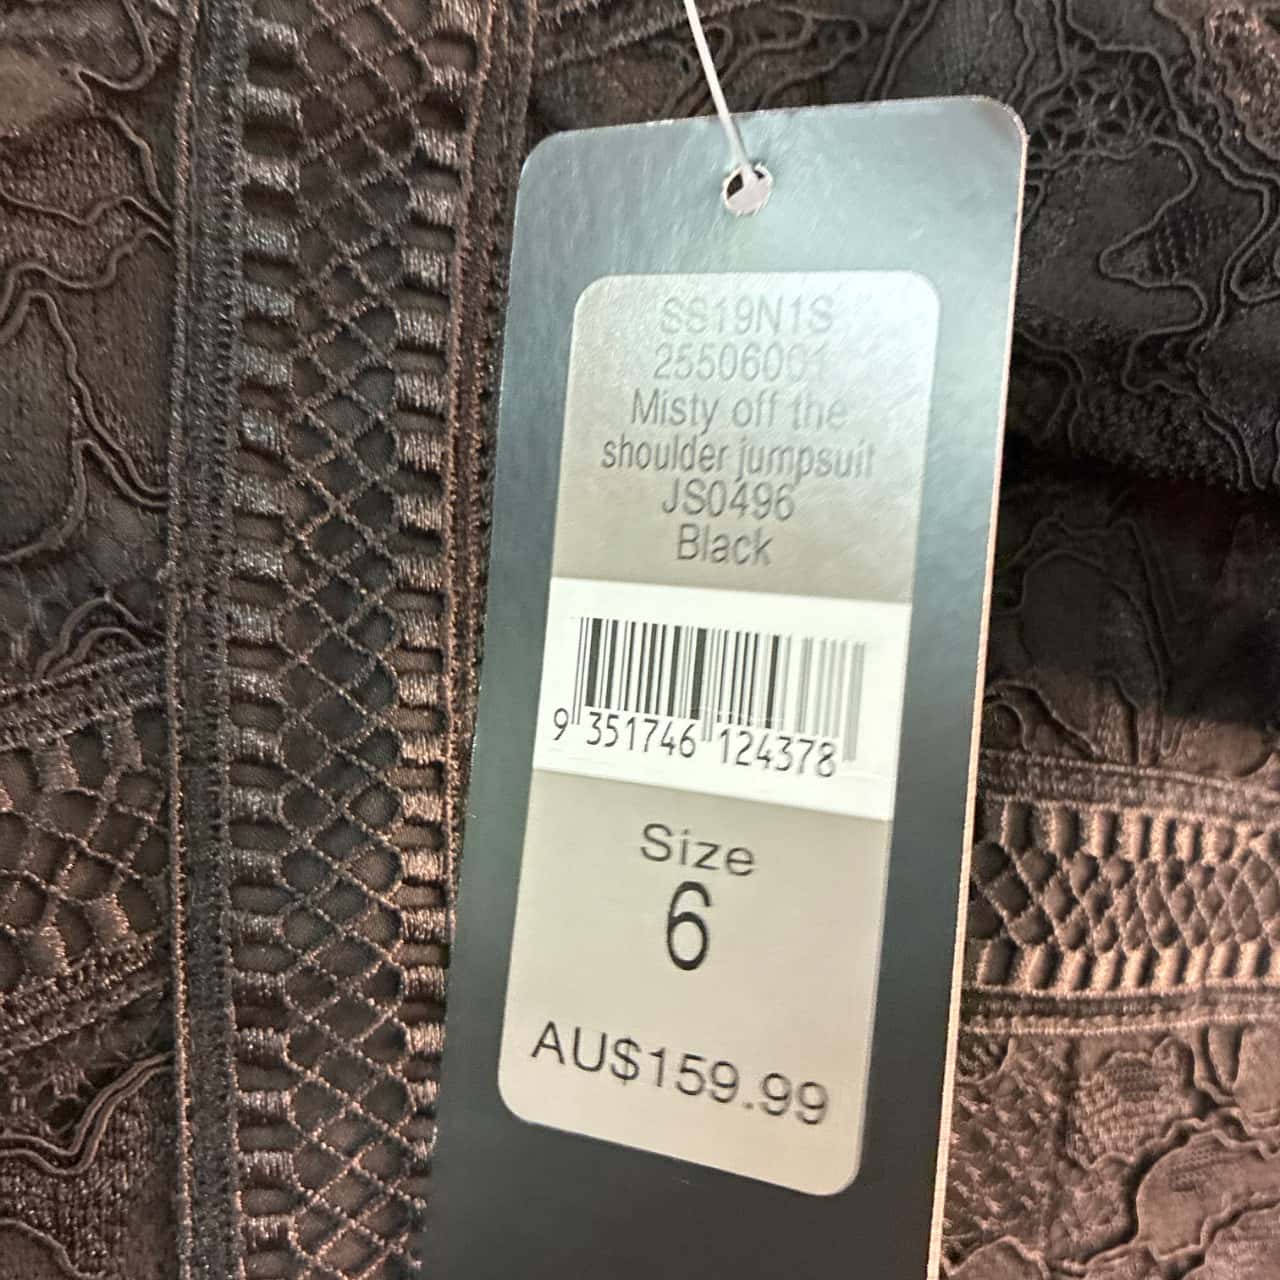 SS19N1S
25506001
Misty off the
shoulder jumpsuit
JS0496
Black
9 351746 124378
Size
6
AU$159.99